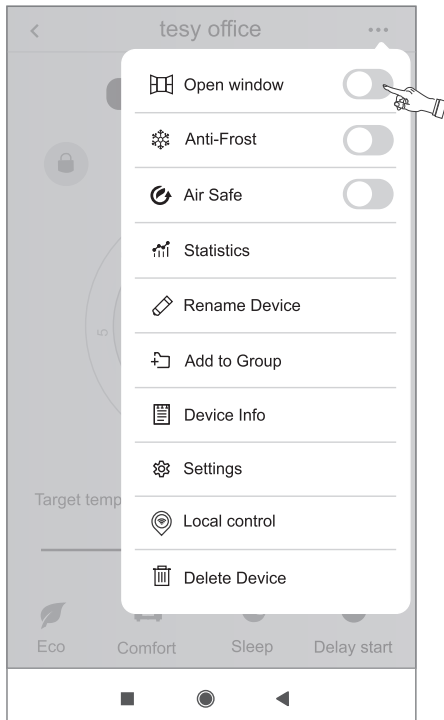 tesy office
Open window
Anti-Frost
Air Safe
Statistics
5
Rename Device
Add to Group
Device Info
Settings
Target temp
Local control
Delete Device
Eco Comfort Sleep Delay start